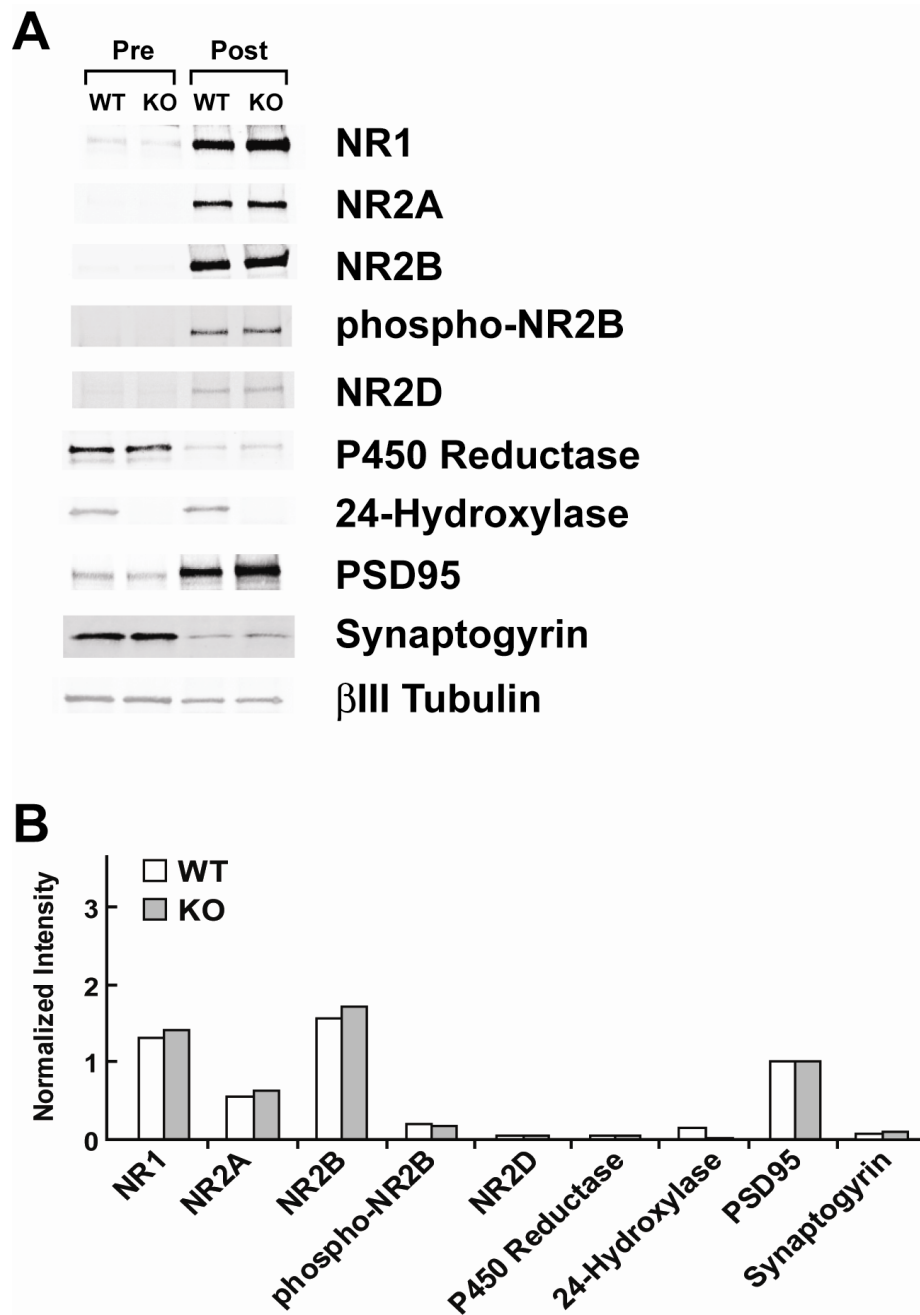 A
Pre Post
WT KO WT KO
NR1
NR2A
NR2B
phospho-NR2B
NR2D
P450 Reductase
24-Hydroxylase
PSD95
Synaptogyrin
βIII Tubulin
B
WT
KO
Normalized Intensity
3
2
1
0
NR1
NR2A
NR2B
phospho-NR2B
NR2D
P450 Reductase
24-Hydroxylase
PSD95
Synaptogyrin